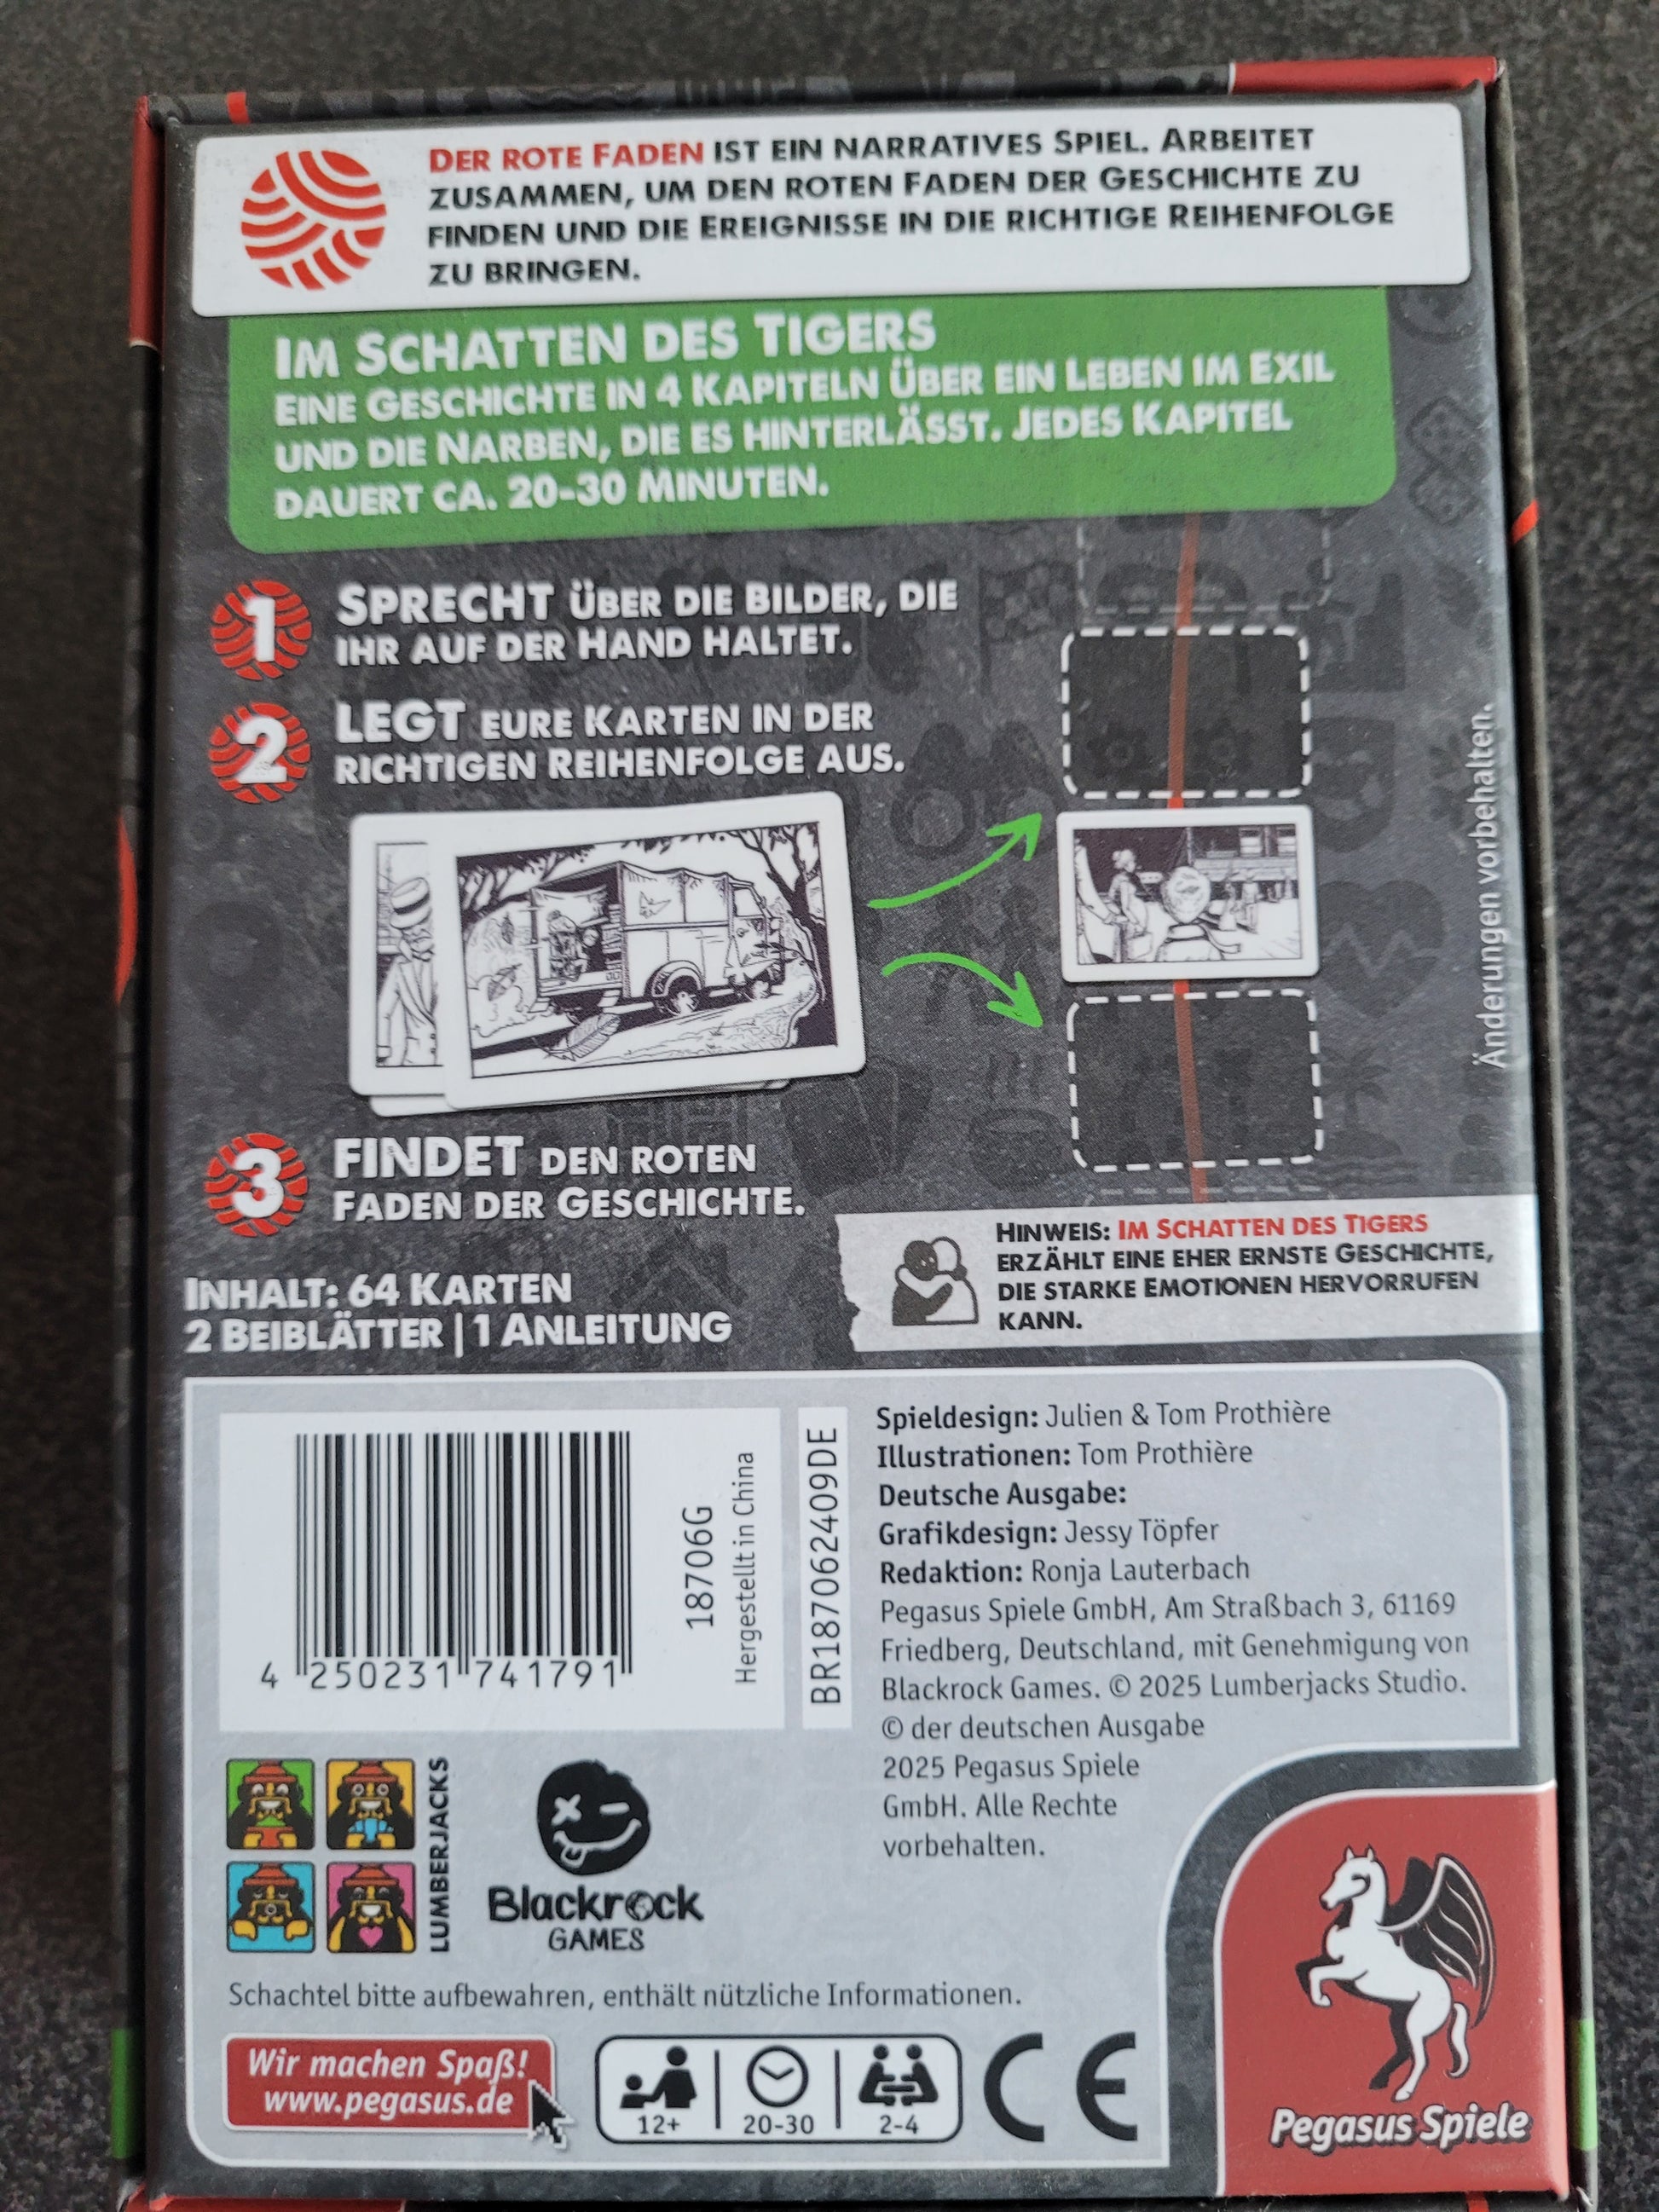 DER ROTE FADEN IST EIN NARRATIVES SPIEL. ARBEITET
ZUSAMMEN, UM DEN ROTEN FADEN DER GESCHICHTE ZU
FINDEN UND DIE EREIGNISSE IN DIE RICHTIGE REIHENFOLGE
ZU BRINGEN.
IM SCHATTEN DES TIGERS
EINE GESCHICHTE IN 4 KAPITELN ÜBER EIN LEBEN IM EXIL
UND DIE NARBEN, DIE ES HINTERLÄSST. JEDES KAPITEL
DAUERT CA. 20-30 MINUTEN.
1 SPRECHT ÜBER DIE BILDER, DIE
IHR AUF DER HAND HALTET.
2 LEGT EURE KARTEN IN DER
RICHTIGEN REIHENFOLGE AUS.
Änderungen vorbehalten.
3 FINDET DEN ROTEN
FADEN DER GESCHICHTE.
HINWEIS: IM SCHATTEN DES TIGERS
ERZÄHLT EINE EHER ERNSTE GESCHICHTE,
DIE STARKE EMOTIONEN HERVORRUFEN
KANN.
INHALT: 64 KARTEN
2 BEIBLÄTTER | 1 ANLEITUNG
4 250231 741791
18706G
Hergestellt in China
BR187062409DE
Spieldesign: Julien & Tom Prothière
Illustrationen: Tom Prothière
Deutsche Ausgabe:
Grafikdesign: Jessy Töpfer
Redaktion: Ronja Lauterbach
Pegasus Spiele GmbH, Am Straßbach 3, 61169
Friedberg, Deutschland, mit Genehmigung von
Blackrock Games. © 2025 Lumberjacks Studio.
© der deutschen Ausgabe
2025 Pegasus Spiele
GmbH. Alle Rechte
vorbehalten.
LUMBERJACKS
Blackrock
GAMES
Schachtel bitte aufbewahren, enthält nützliche Informationen.
Wir machen Spaß!
www.pegasus.de
12+
20-30
2-4
CE
Pegasus Spiele